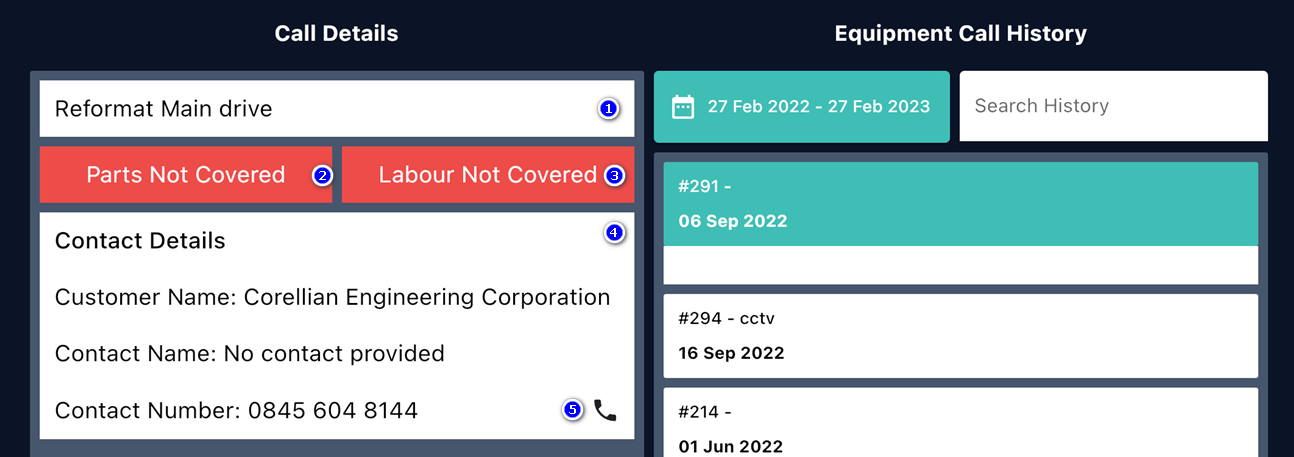 Call Details
Reformat Main drive 1
Parts Not Covered 2 Labour Not Covered 3
Contact Details 4
Customer Name: Corellian Engineering Corporation
Contact Name: No contact provided
Contact Number: 0845 604 8144 5
Equipment Call History
27 Feb 2022 - 27 Feb 2023 Search History
#291 -
06 Sep 2022
#294 - cctv
16 Sep 2022
#214 -
01 Jun 2022